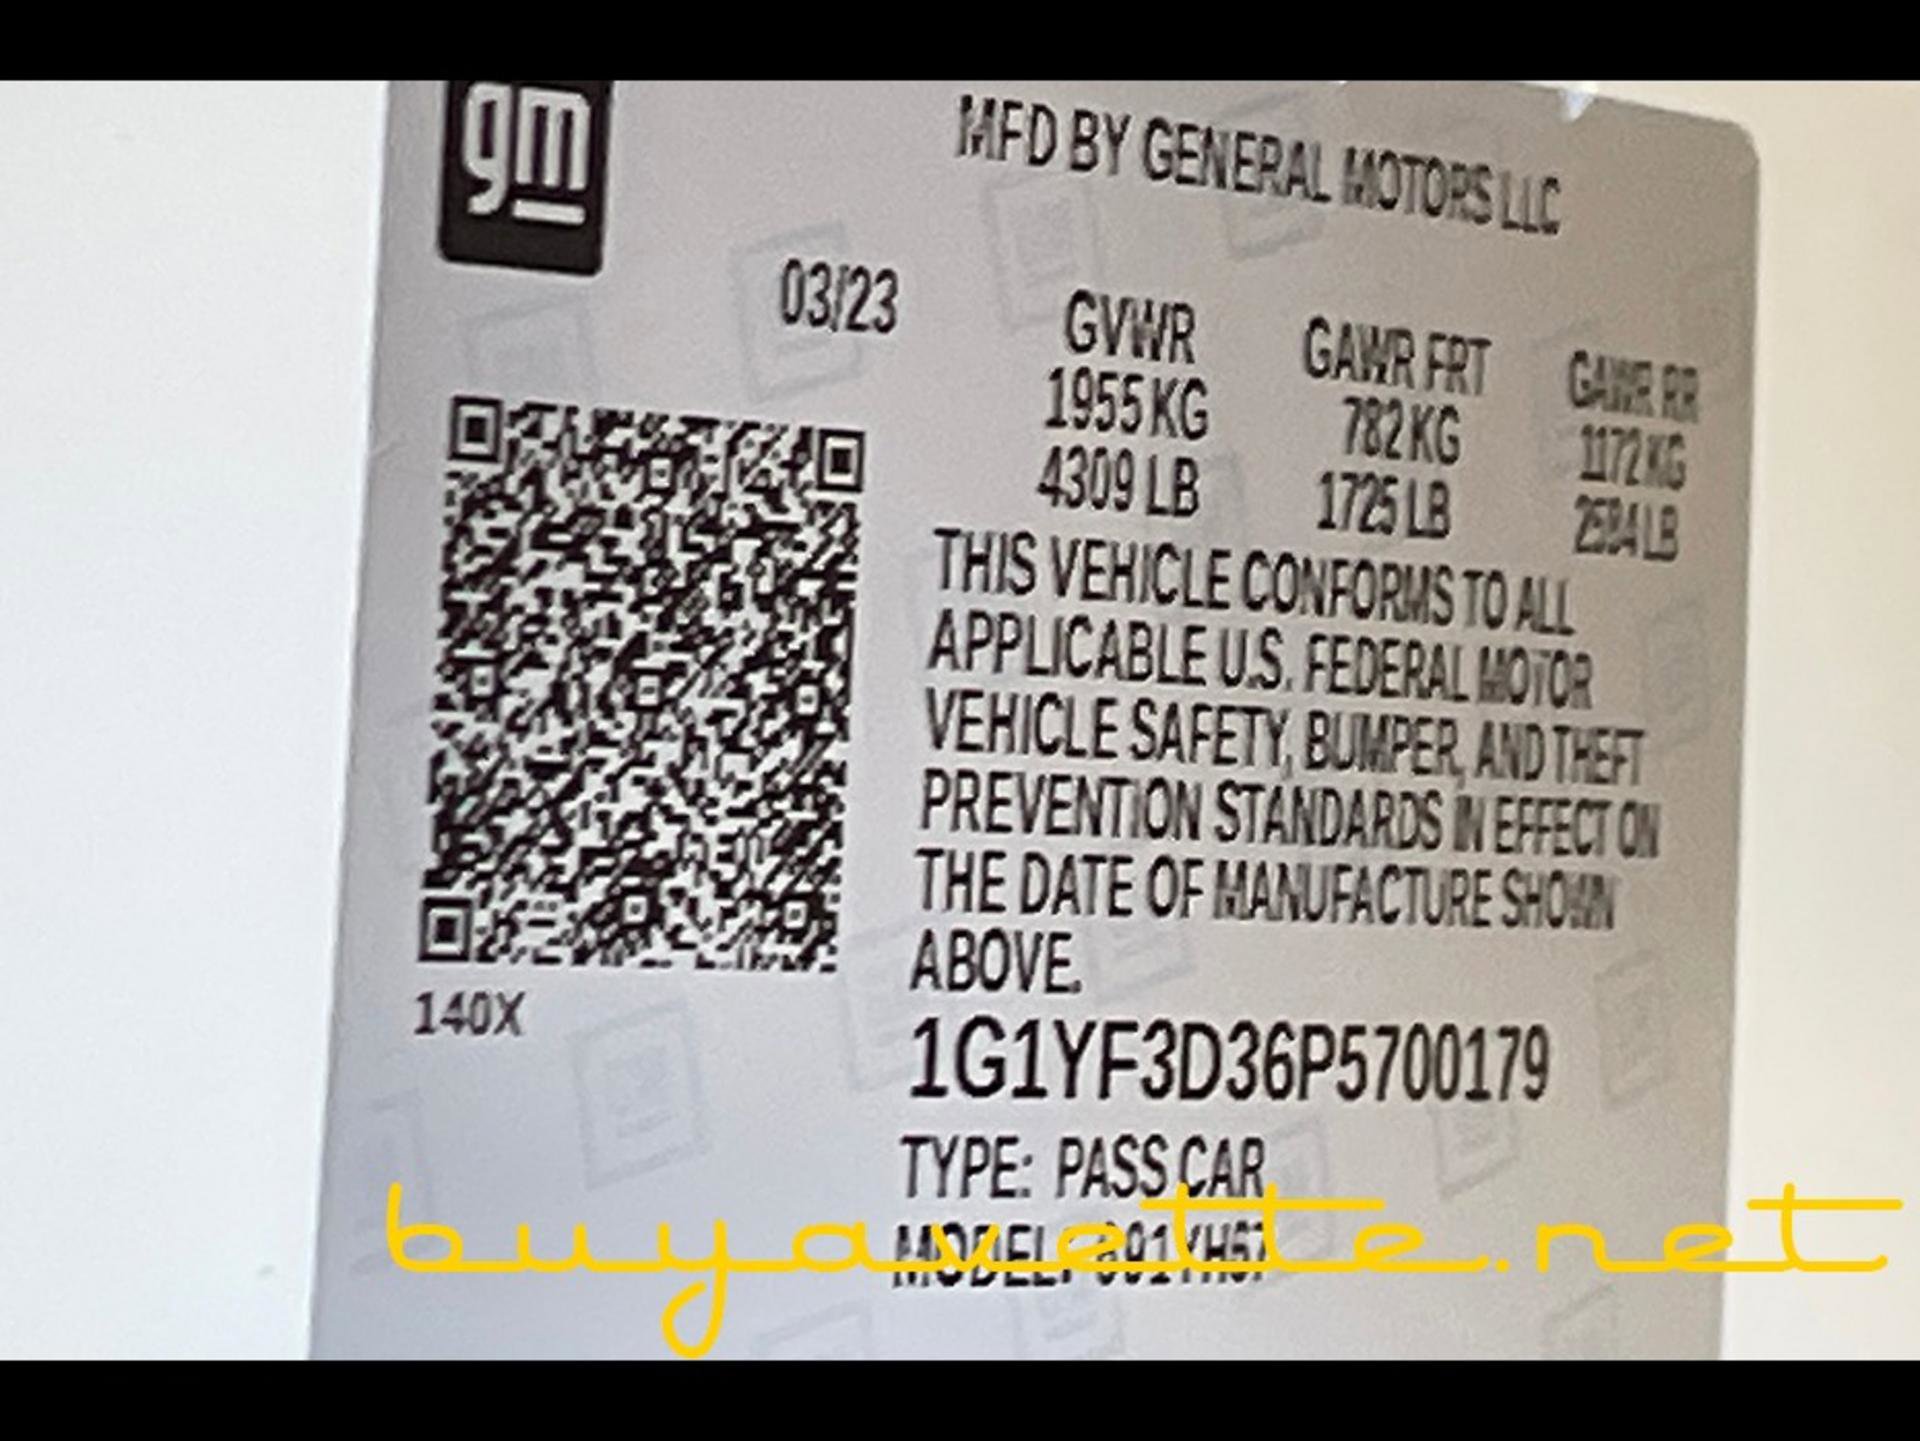 gm
MFD BY GENERAL MOTORS LLC
03/23
GVWR GAWR FRT GAWR RR
1955 KG 782 KG 1172 KG
4309 LB 1725 LB 2584 LB
THIS VEHICLE CONFORMS TO ALL
APPLICABLE U.S. FEDERAL MOTOR
VEHICLE SAFETY, BUMPER, AND THEFT
PREVENTION STANDARDS IN EFFECT ON
THE DATE OF MANUFACTURE SHOWN
ABOVE.
140X
1G1YF3D36P5700179
TYPE: PASS CAR
MODEL:
buyavette.net